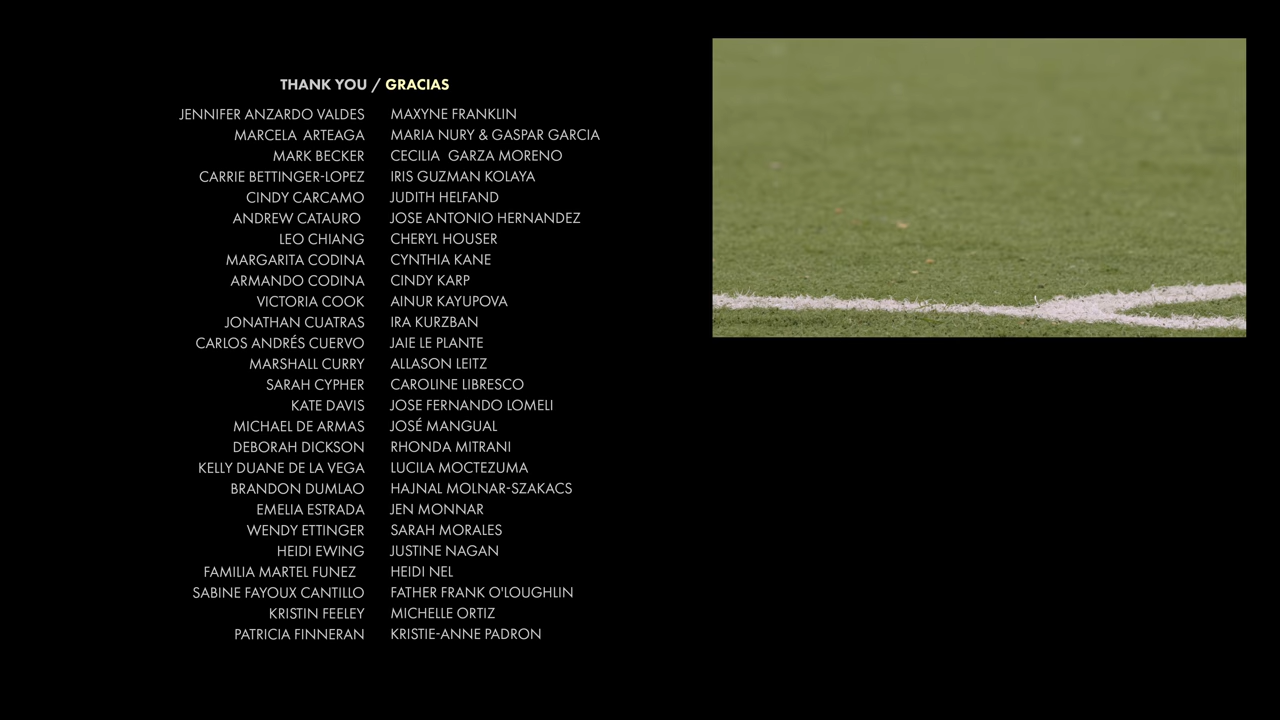 THANK YOU / GRACIAS
JENNIFER ANZARDO VALDES MAXYNE FRANKLIN
MARCELA ARTEAGA MARIA NURY & GASPAR GARCIA
MARK BECKER CECILIA GARZA MORENO
CARRIE BETTINGER-LOPEZ IRIS GUZMAN KOLAYA
CINDY CARCAMO JUDITH HELFAND
ANDREW CATAURO JOSE ANTONIO HERNANDEZ
LEO CHIANG CHERYL HOUSER
MARGARITA CODINA CYNTHIA KANE
ARMANDO CODINA CINDY KARP
VICTORIA COOK AINUR KAYUPOVA
JONATHAN CUATRAS IRA KURZBAN
CARLOS ANDRÉS CUERVO JAIE LE PLANTE
MARSHALL CURRY ALLASON LEITZ
SARAH CYPHER CAROLINE LIBRESCO
KATE DAVIS JOSE FERNANDO LOMELI
MICHAEL DE ARMAS JOSÉ MANGUAL
DEBORAH DICKSON RHONDA MITRANI
KELLY DUANE DE LA VEGA LUCILA MOCTEZUMA
BRANDON DUMLAO HAJNAL MOLNAR-SZAKACS
EMELIA ESTRADA JEN MONNAR
WENDY ETTINGER SARAH MORALES
HEIDI EWING JUSTINE NAGAN
FAMILIA MARTEL FUNEZ HEIDI NEL
SABINE FAYOUX CANTILLO FATHER FRANK O'LOUGHLIN
KRISTIN FEELEY MICHELLE ORTIZ
PATRICIA FINNERAN KRISTIE-ANNE PADRON